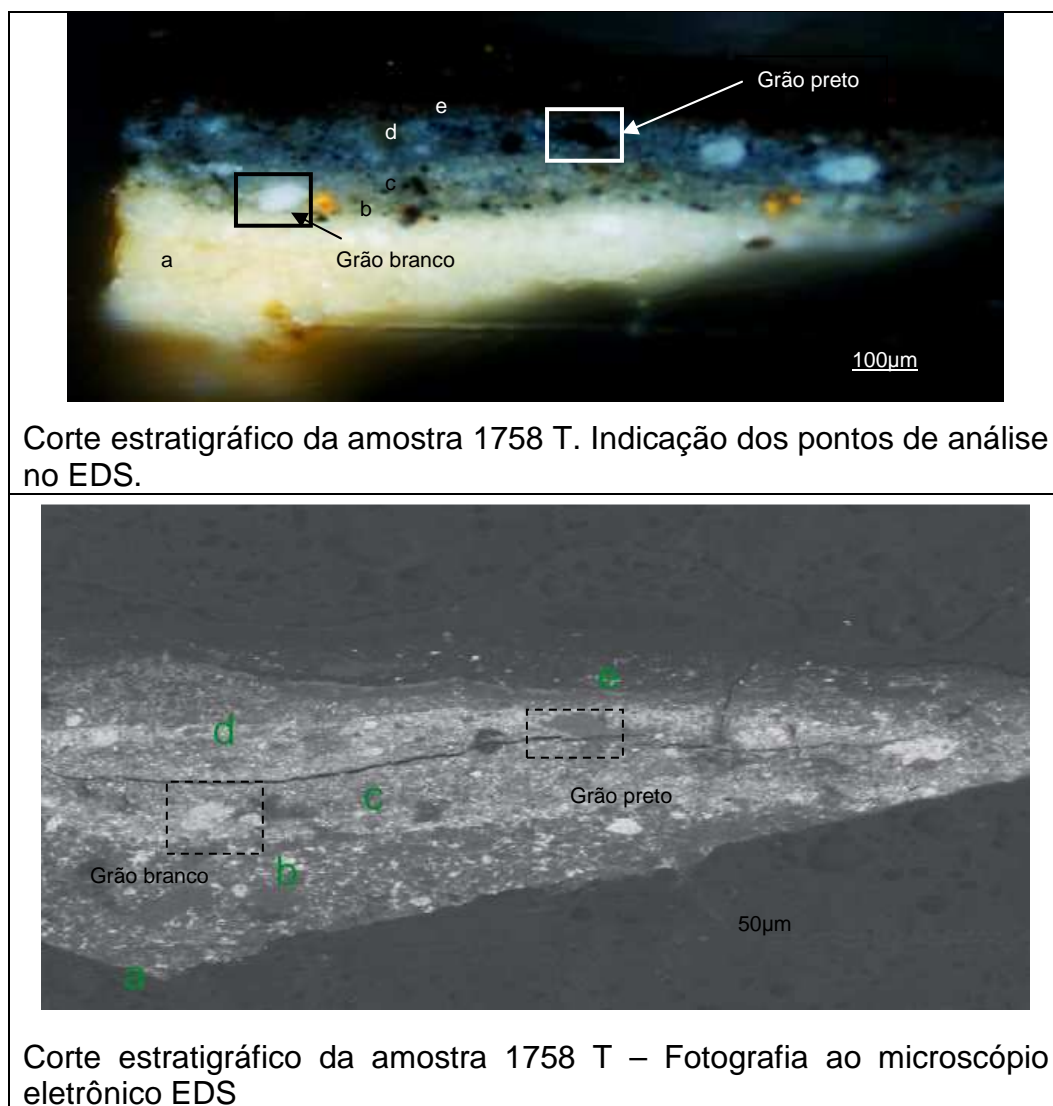 e
Grão preto
d
c
b
a
Grão branco
100µm
Corte estratigráfico da amostra 1758 T. Indicação dos pontos de análise
no EDS.
e
d
c
Grão preto
Grão branco
b
50µm
a
Corte estratigráfico da amostra 1758 T – Fotografia ao microscópio
eletrônico EDS